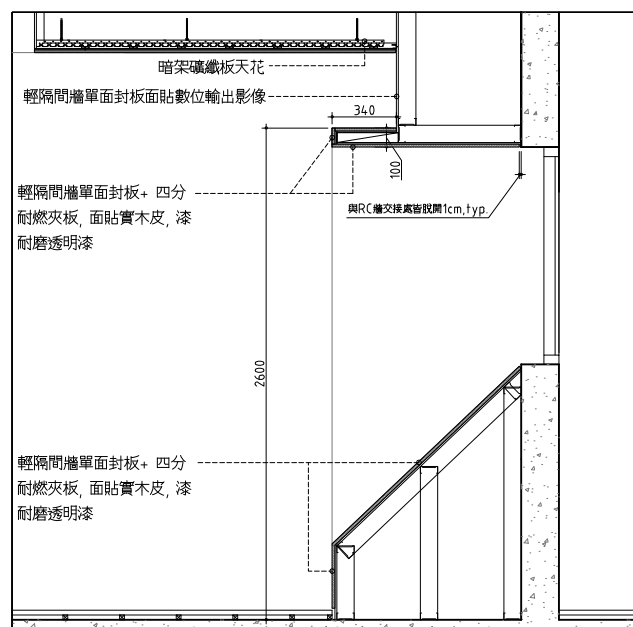 暗架礦纖板天花
輕隔間牆單面封板面貼數位輸出影像
340
100
輕隔間牆單面封板+ 四分
耐燃夾板, 面貼實木皮, 漆
耐磨透明漆
與RC牆交接處皆脫開1cm,typ.
2600
輕隔間牆單面封板+ 四分
耐燃夾板, 面貼實木皮, 漆
耐磨透明漆